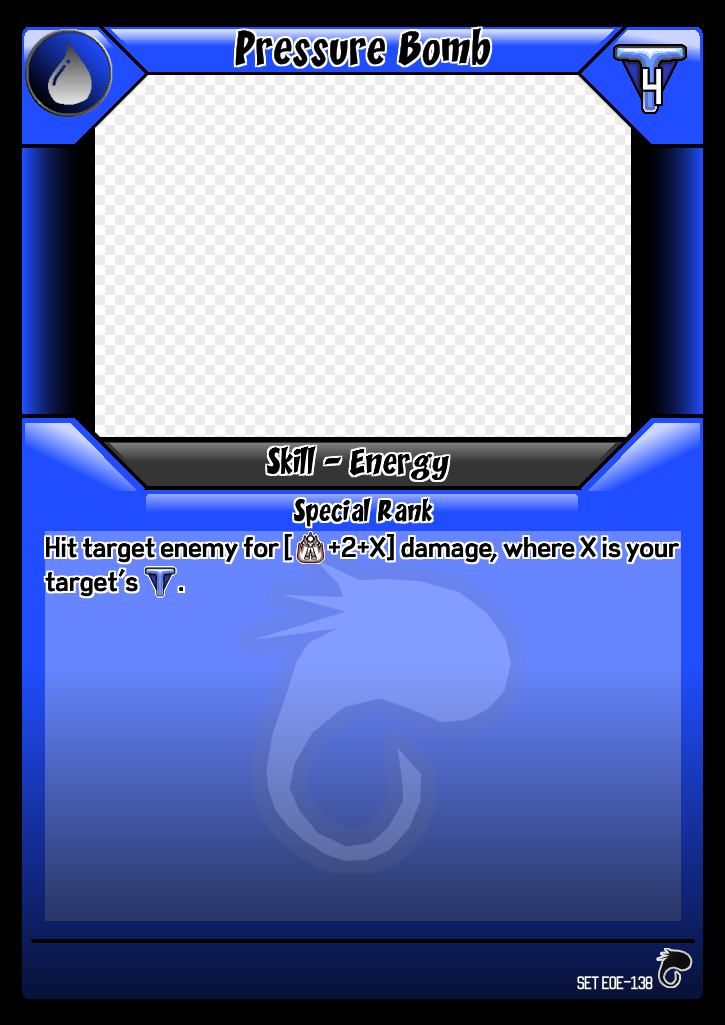 Pressure Bomb
4
Skill - Energy
Special Rank
Hit target enemy for [ +2+X] damage, where X is your
target's T.
SET EOE-138